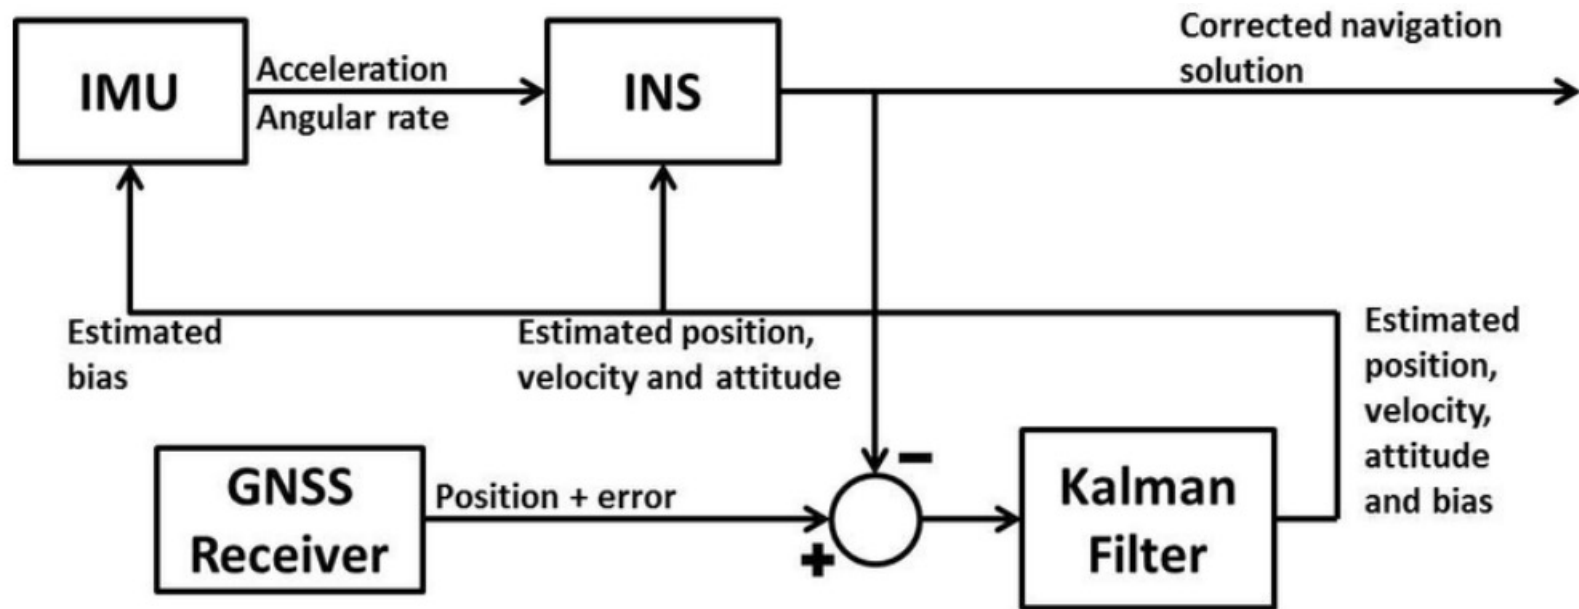 IMU
Acceleration
Angular rate
INS
Corrected navigation
solution
Estimated
bias
Estimated position,
velocity and attitude
Estimated
position,
velocity,
attitude
and bias
GNSS
Receiver
Position + error
-
+
Kalman
Filter